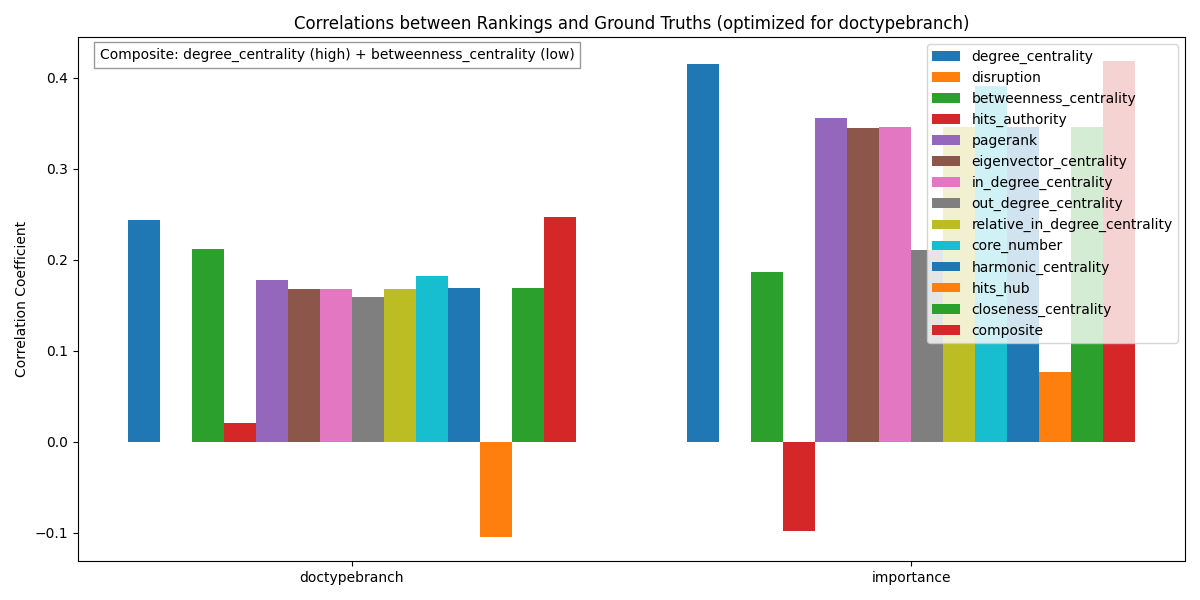 Correlations between Rankings and Ground Truths (optimized for doctypebranch)
Composite: degree_centrality (high) + betweenness_centrality (low)
degree_centrality
disruption
betweenness_centrality
hits_authority
pagerank
eigenvector_centrality
in_degree_centrality
out_degree_centrality
relative_in_degree_centrality
core_number
harmonic_centrality
hits_hub
closeness_centrality
composite
Correlation Coefficient
0.4
0.3
0.2
0.1
0.0
−0.1
doctypebranch
importance